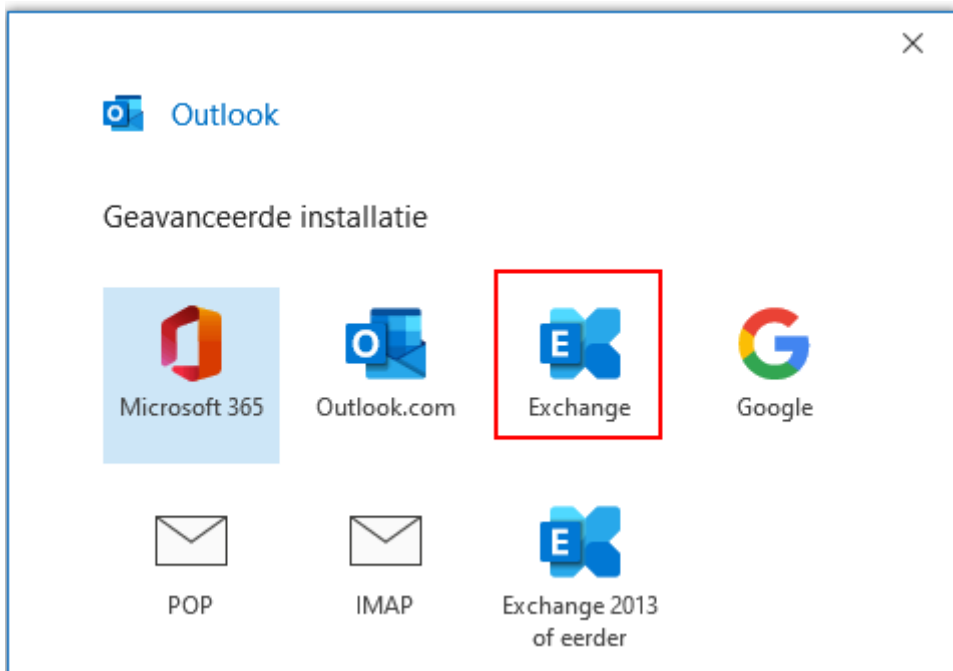 Outlook
Geavanceerde installatie
Microsoft 365
Outlook.com
Exchange
Google
POP
IMAP
Exchange 2013
of eerder